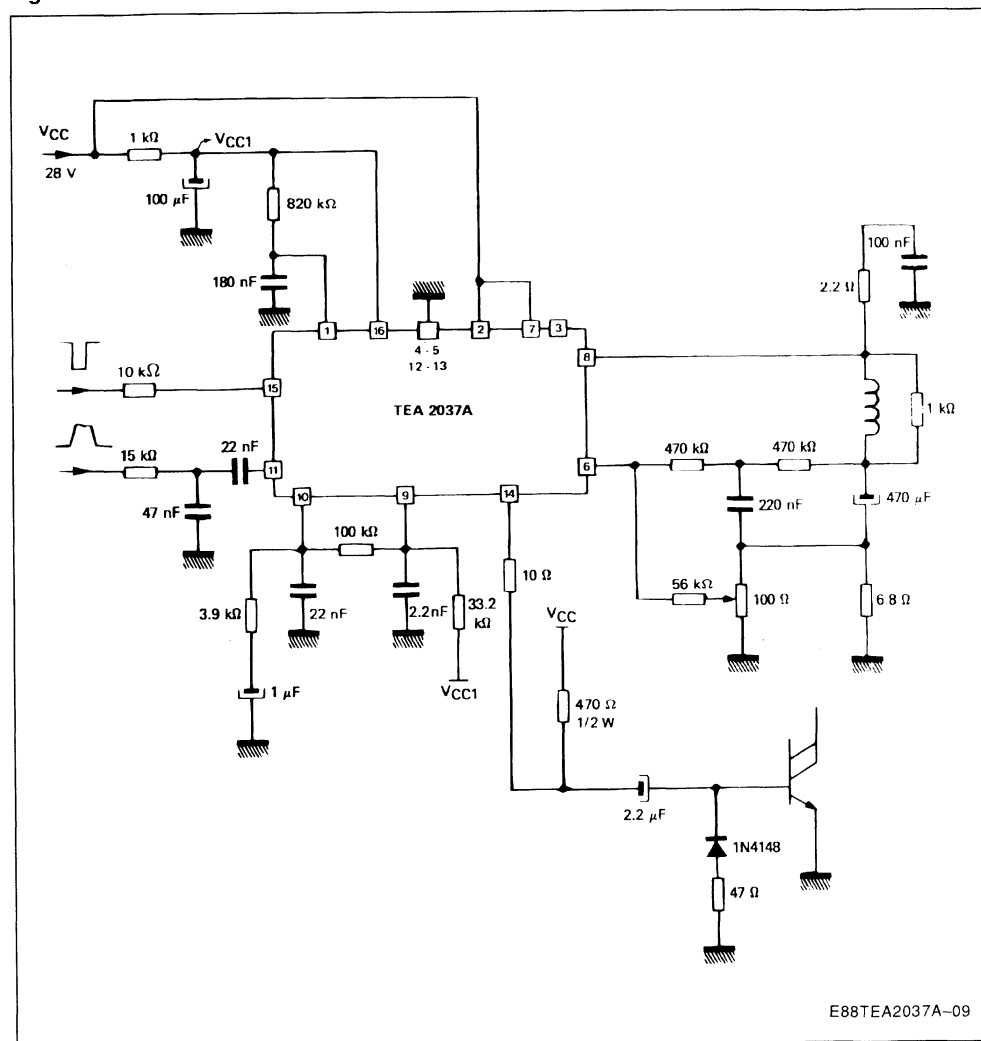 VCC
28 V
1 kΩ
VCC1
100 µF
820 kΩ
180 nF
1
16
4 - 5
12 - 13
2
7
3
8
100 nF
2.2 Ω
1 kΩ
10 kΩ
15
TEA 2037A
15 kΩ
22 nF
11
47 nF
10
9
14
6
470 kΩ
470 kΩ
220 nF
470 µF
56 kΩ
100 Ω
6.8 Ω
100 kΩ
3.9 kΩ
22 nF
2.2nF
33.2
kΩ
1 µF
VCC1
10 Ω
VCC
470 Ω
1/2 W
2.2 µF
1N4148
47 Ω
E88TEA2037A-09